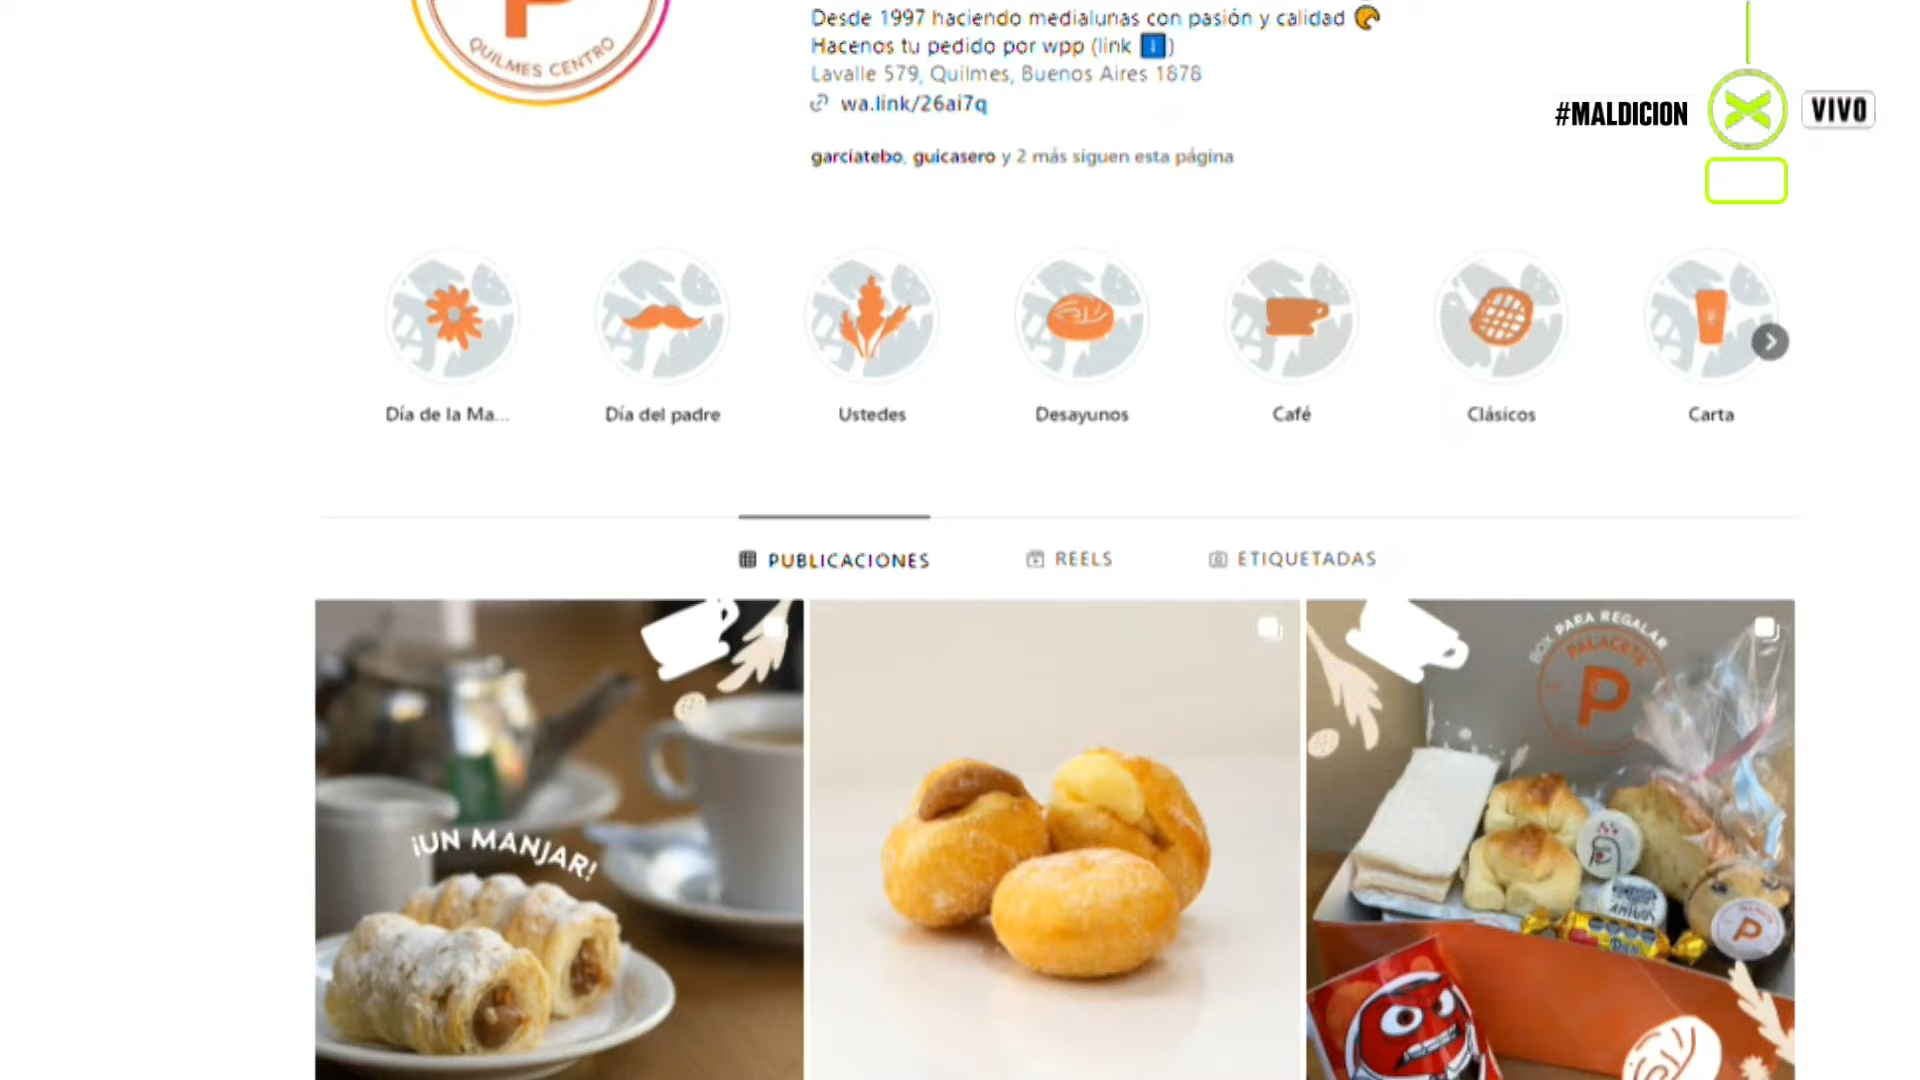 P
QUILMES CENTRO
Desde 1997 haciendo medialunas con pasión y calidad
Hacenos tu pedido por wpp (link ⬇)
Lavalle 579, Quilmes, Buenos Aires 1878
wa.link/26ai7q
garciatebo, guicasero y 2 más siguen esta página
#MALDICION
VIVO
Día de la Ma...
Día del padre
Ustedes
Desayunos
Café
Clásicos
Carta
PUBLICACIONES
REELS
ETIQUETADAS
¡UN MANJAR!
BOX PARA REGALAR
PALACETE
P
P